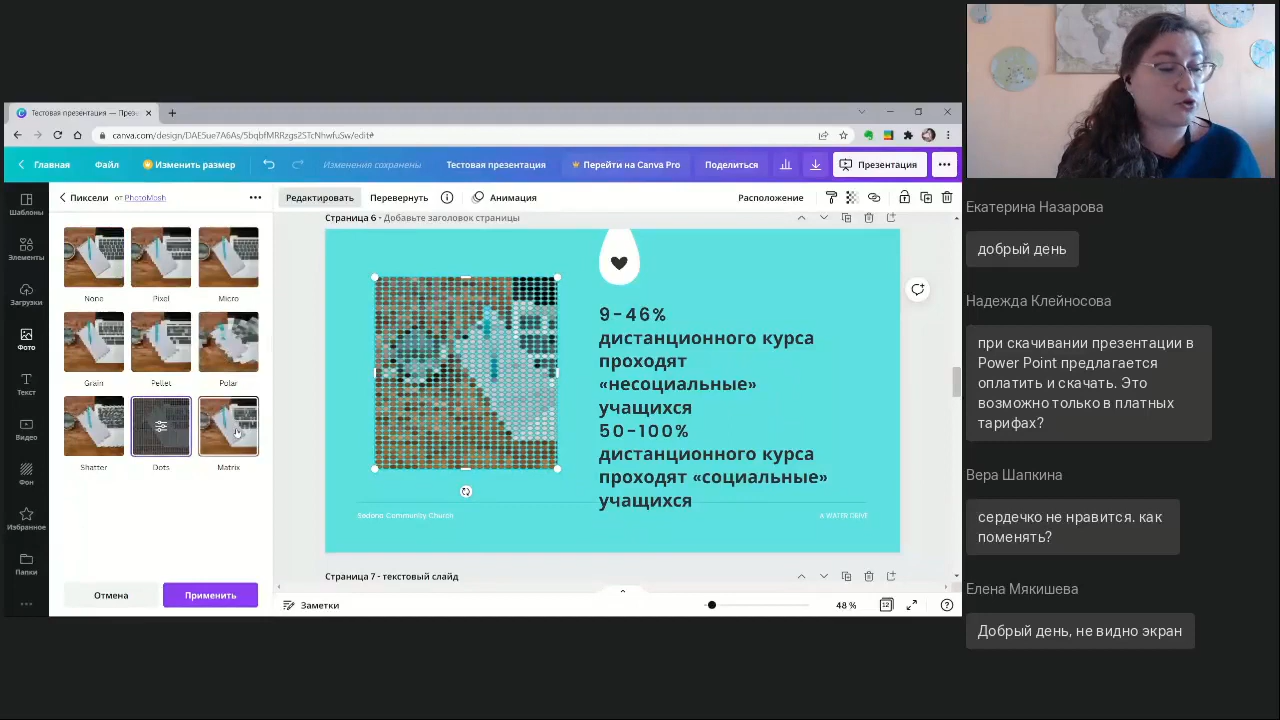 Тестовая презентация — През
canva.com/design/DAE5ue7A6As/5bqbfMRRzgs2STcNhwfuSw/edit#
Главная
Файл
Изменить размер
Изменения сохранены
Тестовая презентация
Перейти на Canva Pro
Поделиться
Презентация
Шаблоны
Элементы
Загрузки
Фото
Текст
Видео
Фон
Избранное
Папки
Пиксели от PhotoMosh
None
Pixel
Micro
Grain
Pellet
Polar
Shatter
Dots
Matrix
Отмена
Применить
Редактировать
Перевернуть
Анимация
Расположение
Страница 6 - Добавьте заголовок страницы
9-46%
дистанционного курса
проходят
«несоциальные»
учащихся
50-100%
дистанционного курса
проходят «социальные»
учащихся
Community Church
A WATER DRIVE
Страница 7 - текстовый слайд
Заметки
48 %
12
Екатерина Назарова
добрый день
Надежда Клейносова
при скачивании презентации в
Power Point предлагается
оплатить и скачать. Это
возможно только в платных
тарифах?
Вера Шапкина
сердечко не нравится. как
поменять?
Елена Мякишева
Добрый день, не видно экран